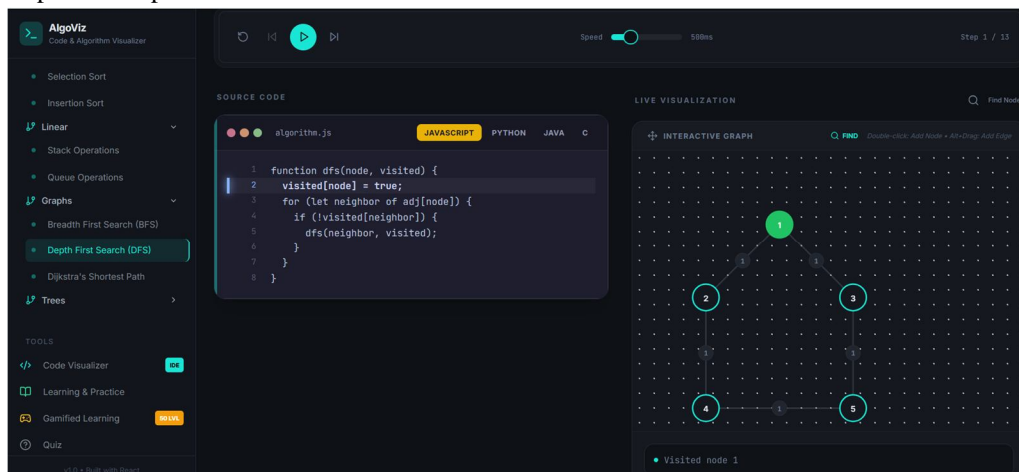 AlgoViz
Code & Algorithm Visualizer
Selection Sort
Insertion Sort
Linear
Stack Operations
Queue Operations
Graphs
Breadth First Search (BFS)
Depth First Search (DFS)
Dijkstra's Shortest Path
Trees
TOOLS
Code Visualizer IDE
Learning & Practice
Gamified Learning 50 LVL
Quiz
v1.0 • Built with React
Speed 500ms
Step 1 / 13
SOURCE CODE
algorithm.js JAVASCRIPT PYTHON JAVA C
1 function dfs(node, visited) {
2 visited[node] = true;
3 for (let neighbor of adj[node]) {
4 if (!visited[neighbor]) {
5 dfs(neighbor, visited);
6 }
7 }
8 }
LIVE VISUALIZATION Find Node
INTERACTIVE GRAPH FIND Double-click: Add Node • Alt+Drag: Add Edge
1
1 1
2 3
1 1
4 1 5
Visited node 1